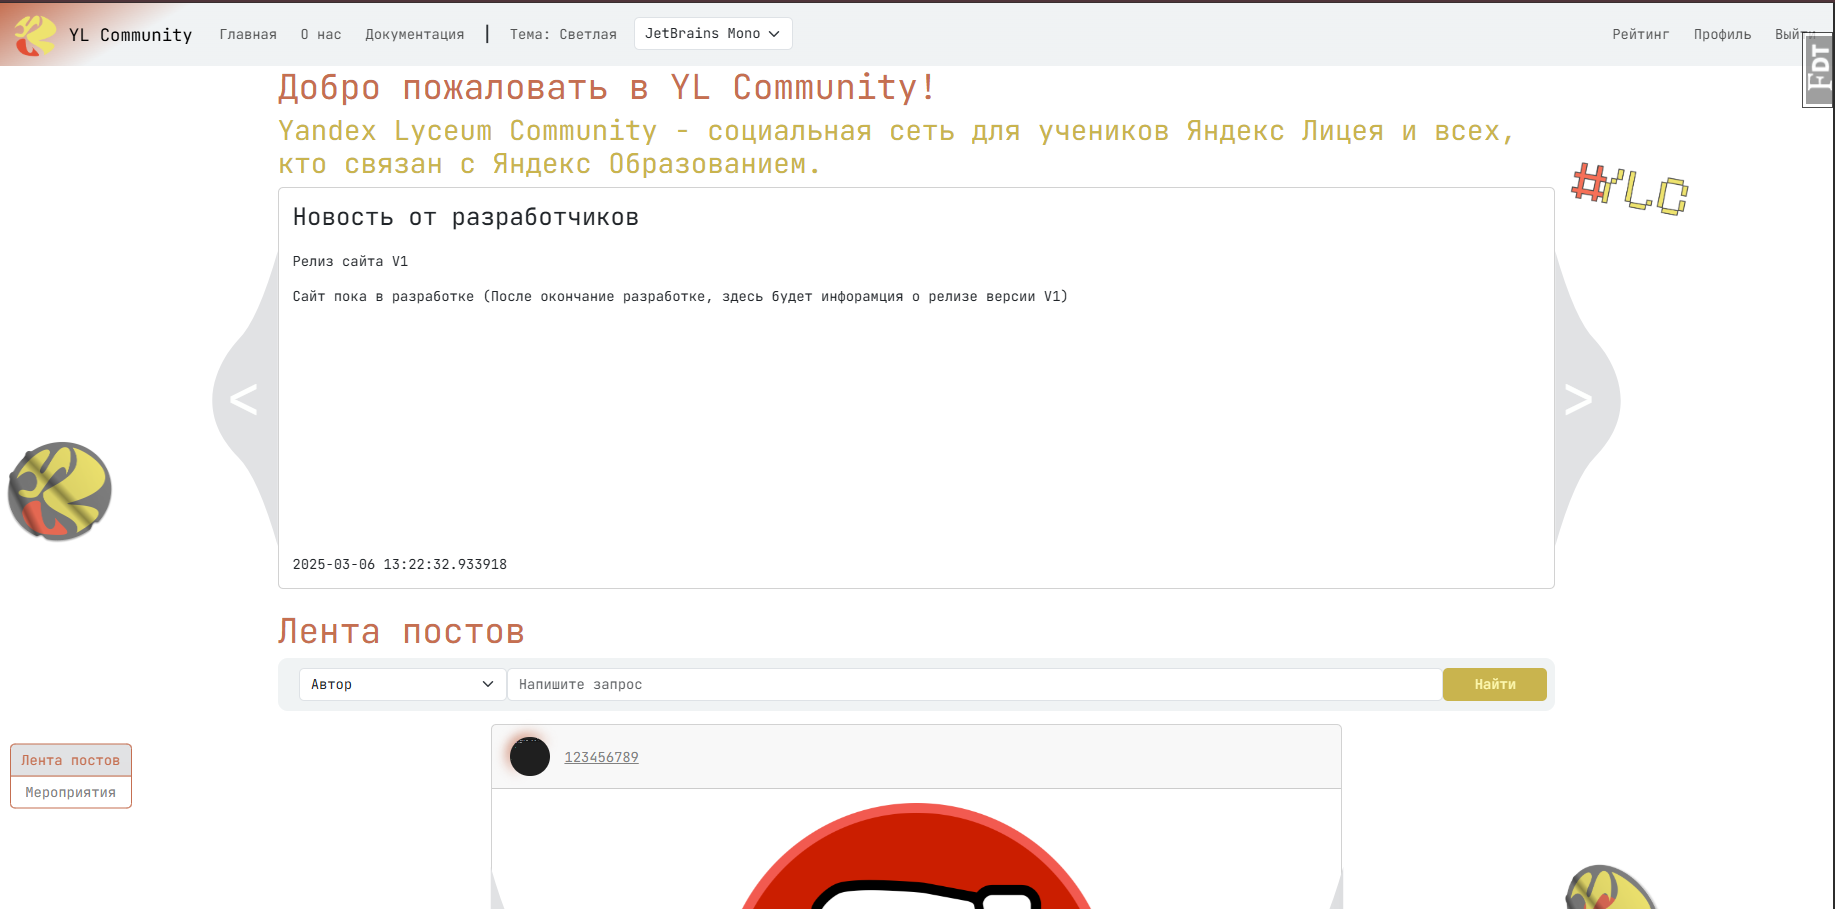 YL Community Главная О нас Документация | Тема: Светлая JetBrains Mono Рейтинг Профиль Выйти
FDT
Добро пожаловать в YL Community!
Yandex Lyceum Community - социальная сеть для учеников Яндекс Лицея и всех,
кто связан с Яндекс Образованием.
#YLC
Новость от разработчиков
Релиз сайта V1
Сайт пока в разработке (После окончание разработке, здесь будет инфорамция о релизе версии V1)
< >
2025-03-06 13:22:32.933918
Лента постов
Автор Напишите запрос Найти
123456789
Лента постов
Мероприятия